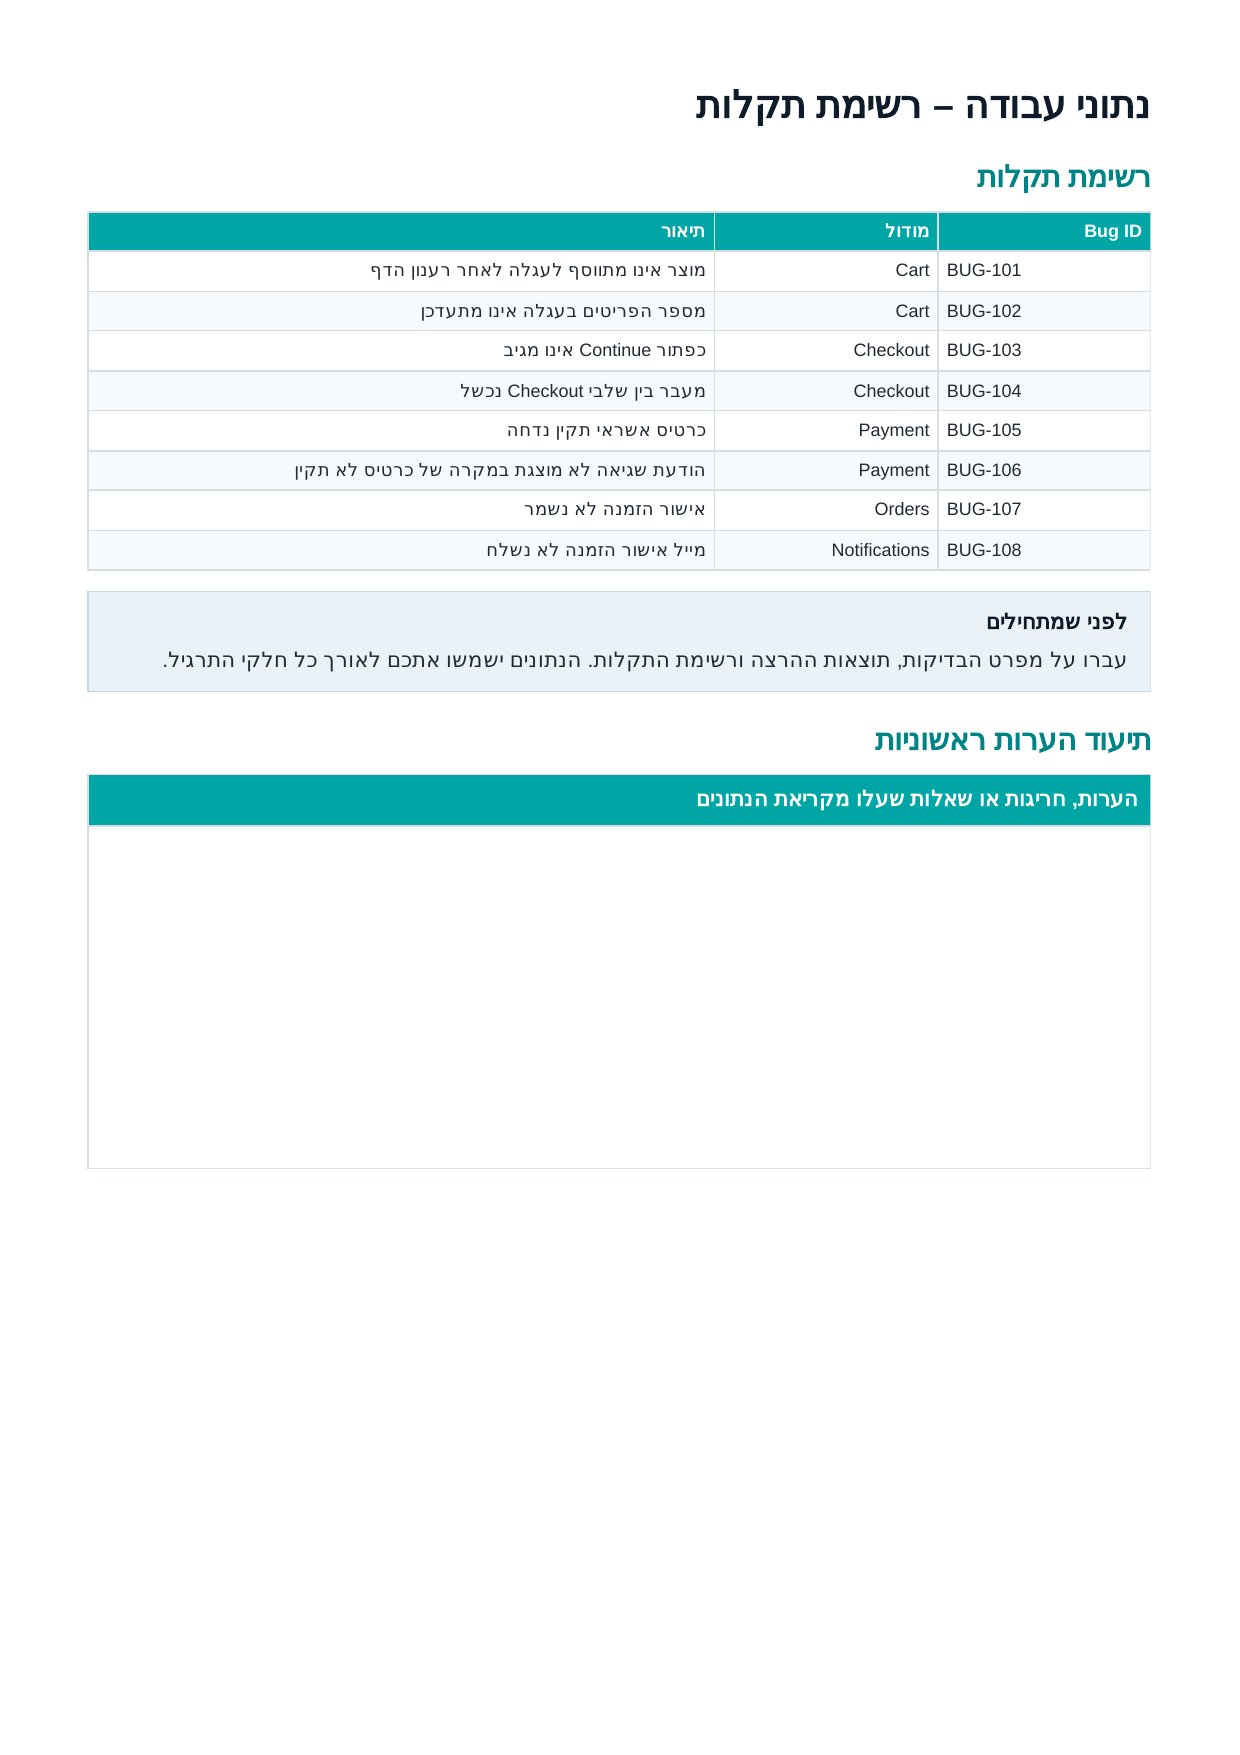 נתוני עבודה – רשימת תקלות
רשימת תקלות
Bug ID מודול תיאור
BUG-101 Cart מוצר אינו מתווסף לעגלה לאחר רענון הדף
BUG-102 Cart מספר הפריטים בעגלה אינו מתעדכן
BUG-103 Checkout כפתור Continue אינו מגיב
BUG-104 Checkout מעבר בין שלבי Checkout נכשל
BUG-105 Payment כרטיס אשראי תקין נדחה
BUG-106 Payment הודעת שגיאה לא מוצגת במקרה של כרטיס לא תקין
BUG-107 Orders אישור הזמנה לא נשמר
BUG-108 Notifications מייל אישור הזמנה לא נשלח
לפני שמתחילים
עברו על מפרט הבדיקות, תוצאות ההרצה ורשימת התקלות. הנתונים ישמשו אתכם לאורך כל חלקי התרגיל.
תיעוד הערות ראשוניות
הערות, חריגות או שאלות שעלו מקריאת הנתונים